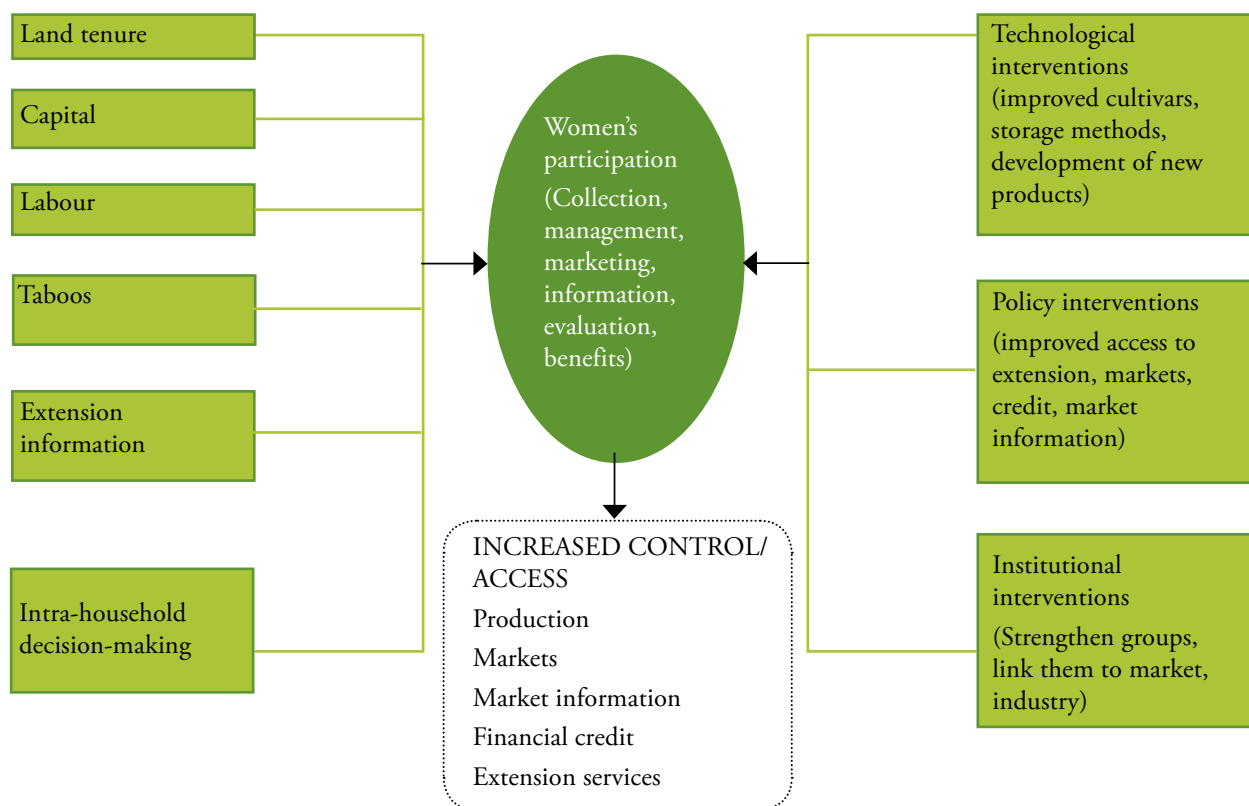 Land tenure
Capital
Labour
Taboos
Extension
information
Intra-household
decision-making
Women’s
participation
(Collection,
management,
marketing,
information,
evaluation,
benefits)
INCREASED CONTROL/
ACCESS
Production
Markets
Market information
Financial credit
Extension services
Technological
interventions
(improved cultivars,
storage methods,
development of new
products)
Policy interventions
(improved access to
extension, markets,
credit, market
information)
Institutional
interventions
(Strengthen groups,
link them to market,
industry)